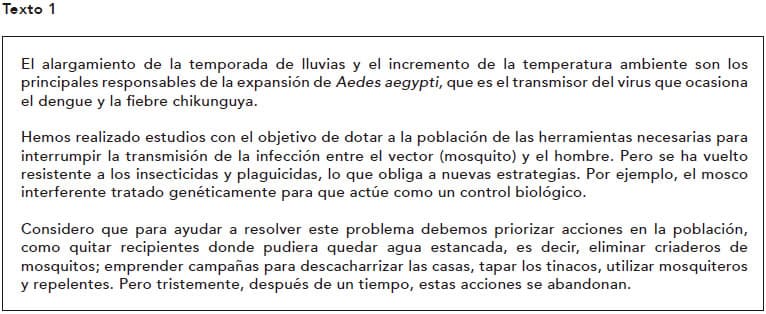 Texto 1
El alargamiento de la temporada de lluvias y el incremento de la temperatura ambiente son los
principales responsables de la expansión de Aedes aegypti, que es el transmisor del virus que ocasiona
el dengue y la fiebre chikunguya.
Hemos realizado estudios con el objetivo de dotar a la población de las herramientas necesarias para
interrumpir la transmisión de la infección entre el vector (mosquito) y el hombre. Pero se ha vuelto
resistente a los insecticidas y plaguicidas, lo que obliga a nuevas estrategias. Por ejemplo, el mosco
interferente tratado genéticamente para que actúe como un control biológico.
Considero que para ayudar a resolver este problema debemos priorizar acciones en la población,
como quitar recipientes donde pudiera quedar agua estancada, es decir, eliminar criaderos de
mosquitos; emprender campañas para descacharrizar las casas, tapar los tinacos, utilizar mosquiteros
y repelentes. Pero tristemente, después de un tiempo, estas acciones se abandonan.